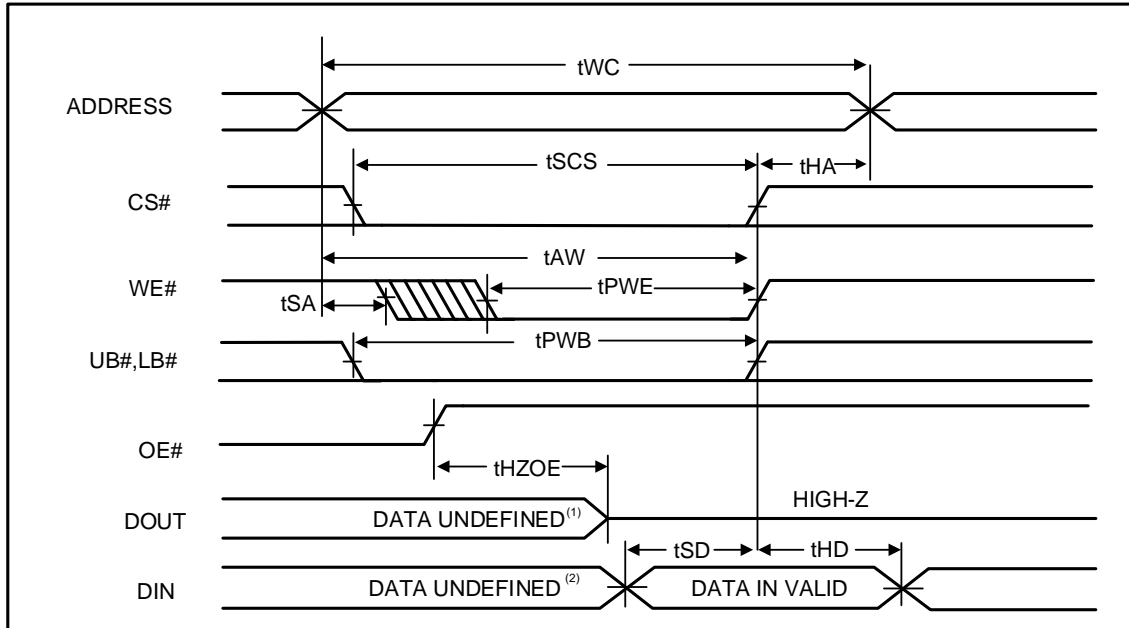 tWC
ADDRESS
tSCS
tHA
CS#
tAW
WE#
tPWE
tSA
tPWB
UB#,LB#
OE#
tHZOE
HIGH-Z
DOUT
DATA UNDEFINED(1)
tSD
tHD
DIN
DATA UNDEFINED (2)
DATA IN VALID